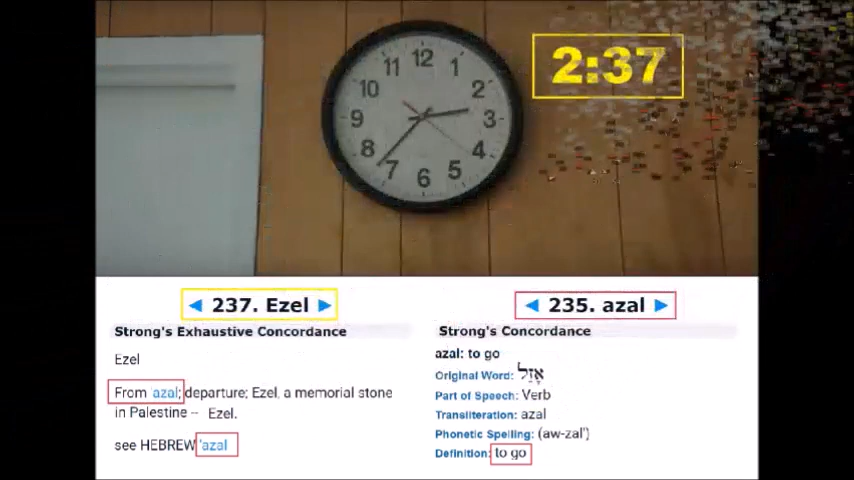 12
11
1
10
2
9
3
8
4
7
5
6
2:37
◄ 237. Ezel ►
Strong's Exhaustive Concordance
Ezel
From 'azal; departure; Ezel, a memorial stone
in Palestine -- Ezel.
see HEBREW 'azal
◄ 235. azal ►
Strong's Concordance
azal: to go
Original Word: אָזַל
Part of Speech: Verb
Transliteration: azal
Phonetic Spelling: (aw-zal')
Definition: to go